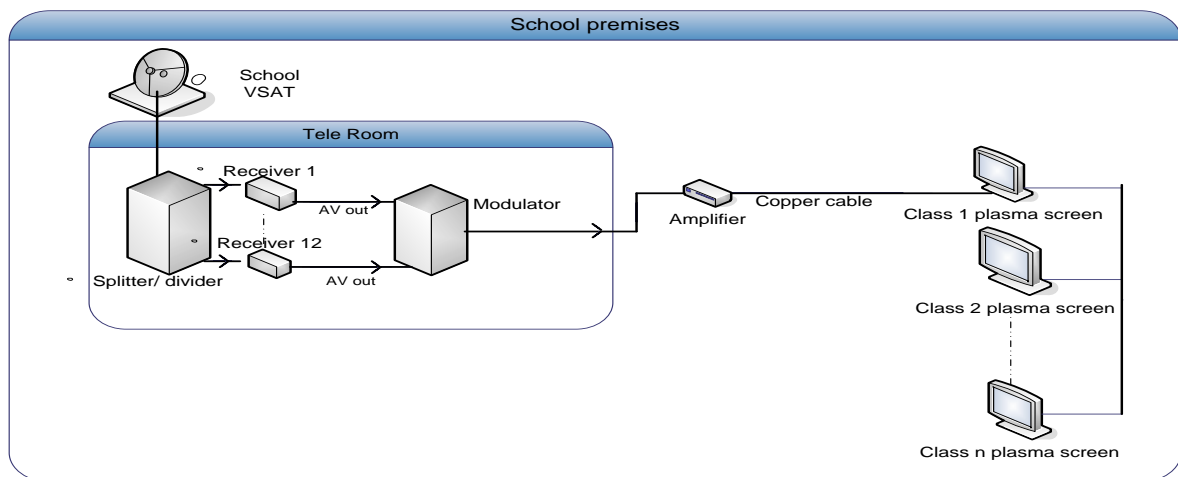 School premises
School
VSAT
Tele Room
Receiver 1
AV out
Modulator
Receiver 12
AV out
Splitter/ divider
Amplifier
Copper cable
Class 1 plasma screen
Class 2 plasma screen
Class n plasma screen